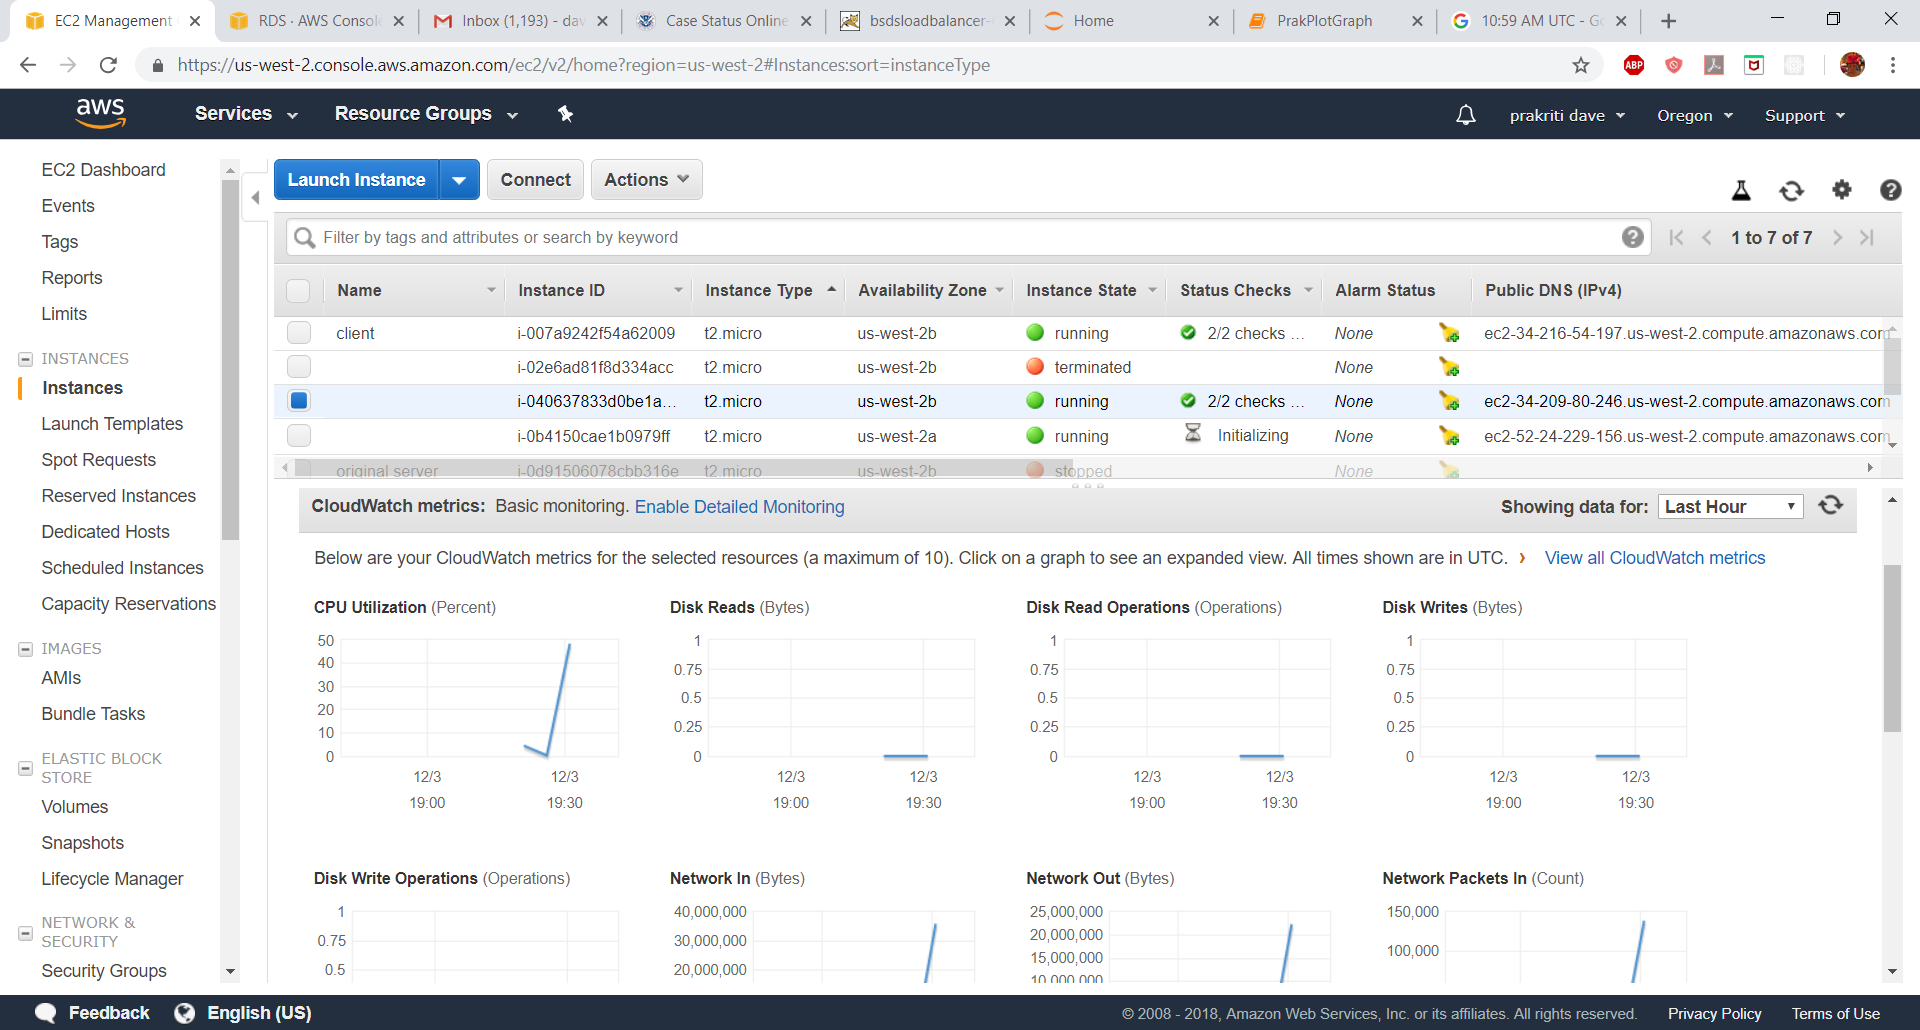 EC2 Management
RDS · AWS Console
Inbox (1,193) - dav
Case Status Online
bsdsloadbalancer-
Home
PrakPlotGraph
10:59 AM UTC - Go
https://us-west-2.console.aws.amazon.com/ec2/v2/home?region=us-west-2#Instances:sort=instanceType
ABP
aws
Services
Resource Groups
prakriti dave
Oregon
Support
EC2 Dashboard
Events
Tags
Reports
Limits
INSTANCES
Instances
Launch Templates
Spot Requests
Reserved Instances
Dedicated Hosts
Scheduled Instances
Capacity Reservations
IMAGES
AMIs
Bundle Tasks
ELASTIC BLOCK
STORE
Volumes
Snapshots
Lifecycle Manager
NETWORK &
SECURITY
Security Groups
Launch Instance
Connect
Actions
Filter by tags and attributes or search by keyword
1 to 7 of 7
Name Instance ID Instance Type Availability Zone Instance State Status Checks Alarm Status Public DNS (IPv4)
client i-007a9242f54a62009 t2.micro us-west-2b running 2/2 checks ... None ec2-34-216-54-197.us-west-2.compute.amazonaws.com
i-02e6ad81f8d334acc t2.micro us-west-2b terminated None
i-040637833d0be1a... t2.micro us-west-2b running 2/2 checks ... None ec2-34-209-80-246.us-west-2.compute.amazonaws.com
i-0b4150cae1b0979ff t2.micro us-west-2a running Initializing None ec2-52-24-229-156.us-west-2.compute.amazonaws.com
original server i-0d91506078cbb316e t2.micro us-west-2b stopped None
CloudWatch metrics: Basic monitoring. Enable Detailed Monitoring
Showing data for: Last Hour
Below are your CloudWatch metrics for the selected resources (a maximum of 10). Click on a graph to see an expanded view. All times shown are in UTC. › View all CloudWatch metrics
CPU Utilization (Percent)
50
40
30
20
10
0
12/3 12/3
19:00 19:30
Disk Reads (Bytes)
1
0.75
0.5
0.25
0
12/3 12/3
19:00 19:30
Disk Read Operations (Operations)
1
0.75
0.5
0.25
0
12/3 12/3
19:00 19:30
Disk Writes (Bytes)
1
0.75
0.5
0.25
0
12/3 12/3
19:00 19:30
Disk Write Operations (Operations)
1
0.75
0.5
Network In (Bytes)
40,000,000
30,000,000
20,000,000
Network Out (Bytes)
25,000,000
20,000,000
15,000,000
10,000,000
Network Packets In (Count)
150,000
100,000
Feedback
English (US)
© 2008 - 2018, Amazon Web Services, Inc. or its affiliates. All rights reserved.
Privacy Policy
Terms of Use